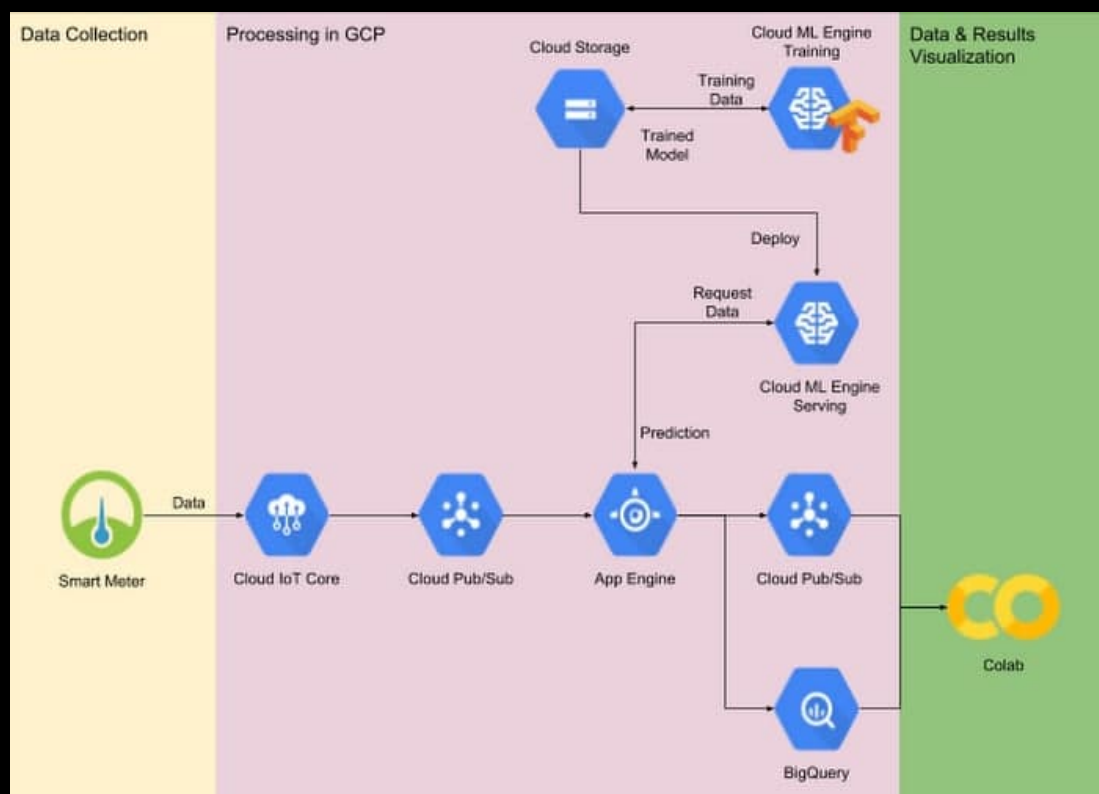 Data Collection
Processing in GCP
Data & Results
Visualization
Cloud Storage
Cloud ML Engine
Training
Training
Data
Trained
Model
Deploy
Request
Data
Cloud ML Engine
Serving
Prediction
Data
Smart Meter
Cloud IoT Core
Cloud Pub/Sub
App Engine
Cloud Pub/Sub
BigQuery
Colab